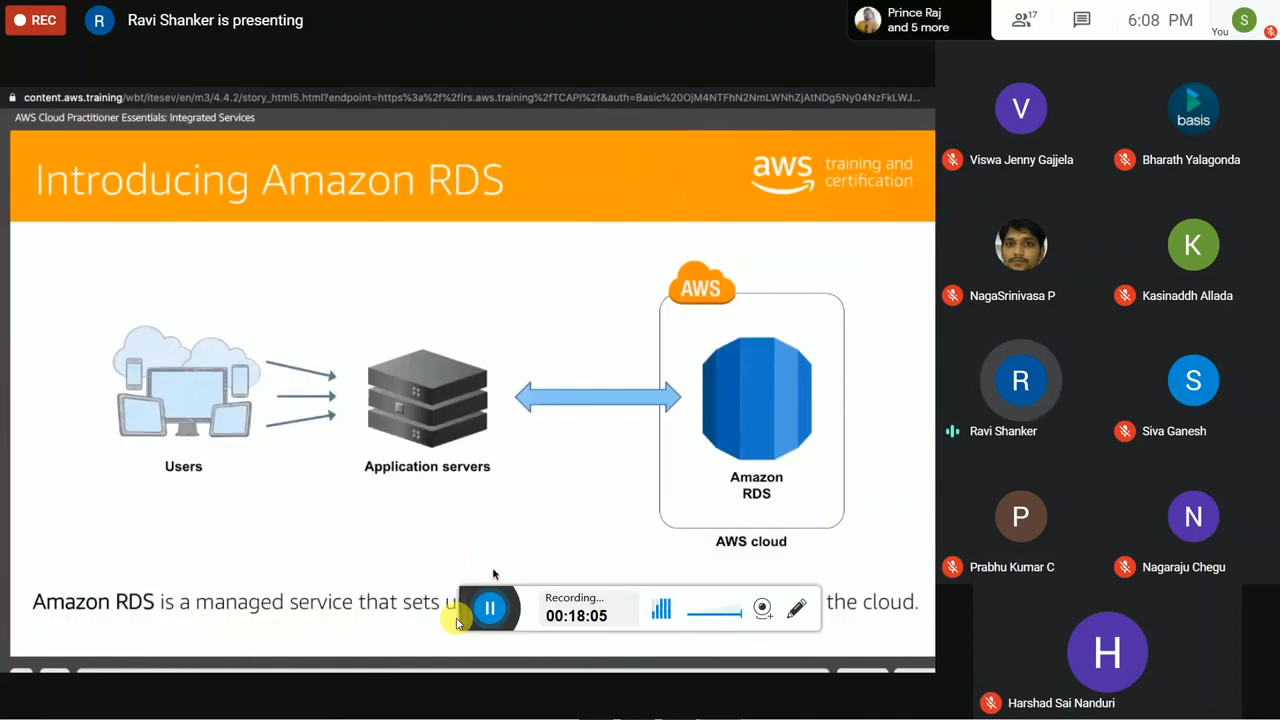 REC
R
Ravi Shanker is presenting
Prince Raj
and 5 more
17
6:08 PM
You
S
content.aws.training/wbt/itesev/en/m3/4.4.2/story_html5.html?endpoint=https%3a%2f%2flrs.aws.training%2fTCAPI%2f&auth=Basic%20OjM4NTFhN2NmLWNhZjAtNDg5Ny04NzFkLWJ...
AWS Cloud Practitioner Essentials: Integrated Services
Introducing Amazon RDS
aws training and certification
AWS
Users
Application servers
Amazon
RDS
AWS cloud
Amazon RDS is a managed service that sets u
the cloud.
Recording...
00:18:05
V
Viswa Jenny Gajjela
basis
Bharath Yalagonda
NagaSrinivasa P
K
Kasinaddh Allada
R
Ravi Shanker
S
Siva Ganesh
P
Prabhu Kumar C
N
Nagaraju Chegu
H
Harshad Sai Nanduri